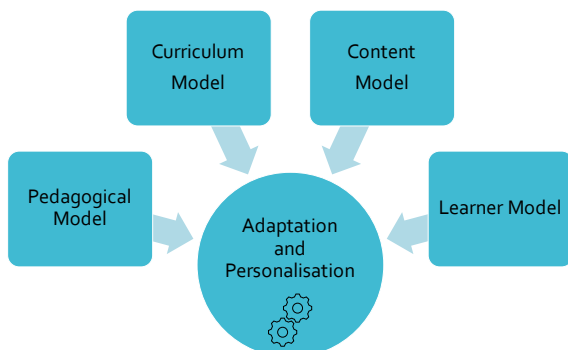 Curriculum
Model
Content
Model
Pedagogical
Model
Learner Model
Adaptation
and
Personalisation